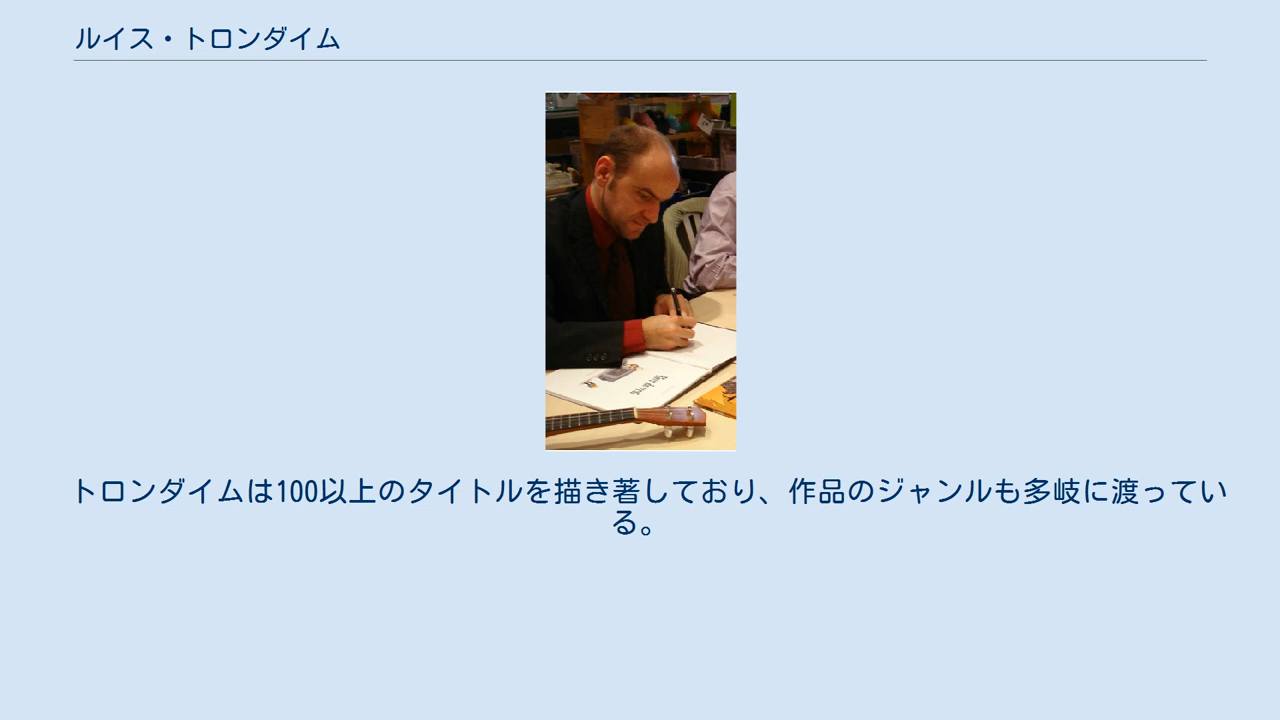 ルイス・トロンダイム
トロンダイムは100以上のタイトルを描き著しており、作品のジャンルも多岐に渡ってい
る。